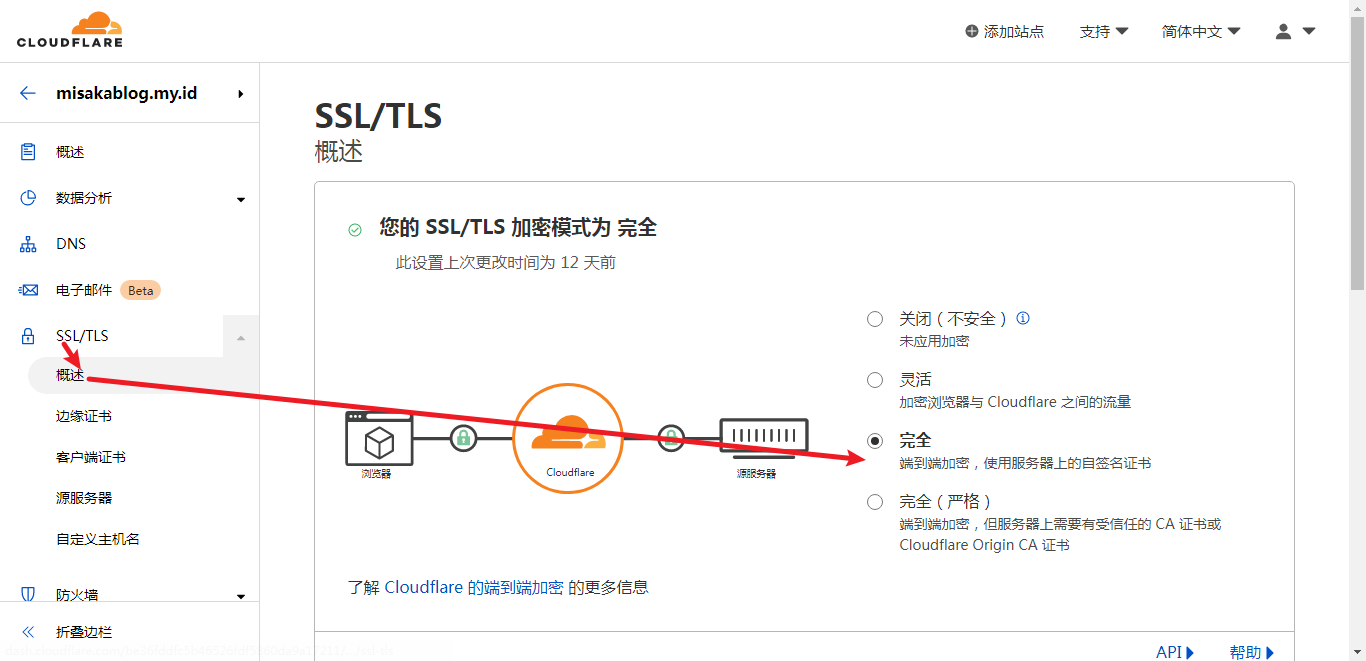 CLOUDFLARE
添加站点
支持
简体中文
misakablog.my.id
概述
数据分析
DNS
电子邮件 Beta
SSL/TLS
概述
边缘证书
客户端证书
源服务器
自定义主机名
防火墙
折叠边栏
SSL/TLS
概述
您的 SSL/TLS 加密模式为 完全
此设置上次更改时间为 12 天前
浏览器
Cloudflare
源服务器
关闭（不安全）
未应用加密
灵活
加密浏览器与 Cloudflare 之间的流量
完全
端到端加密，使用服务器上的自签名证书
完全（严格）
端到端加密，但服务器上需要有受信任的 CA 证书或
Cloudflare Origin CA 证书
了解 Cloudflare 的端到端加密 的更多信息
API
帮助